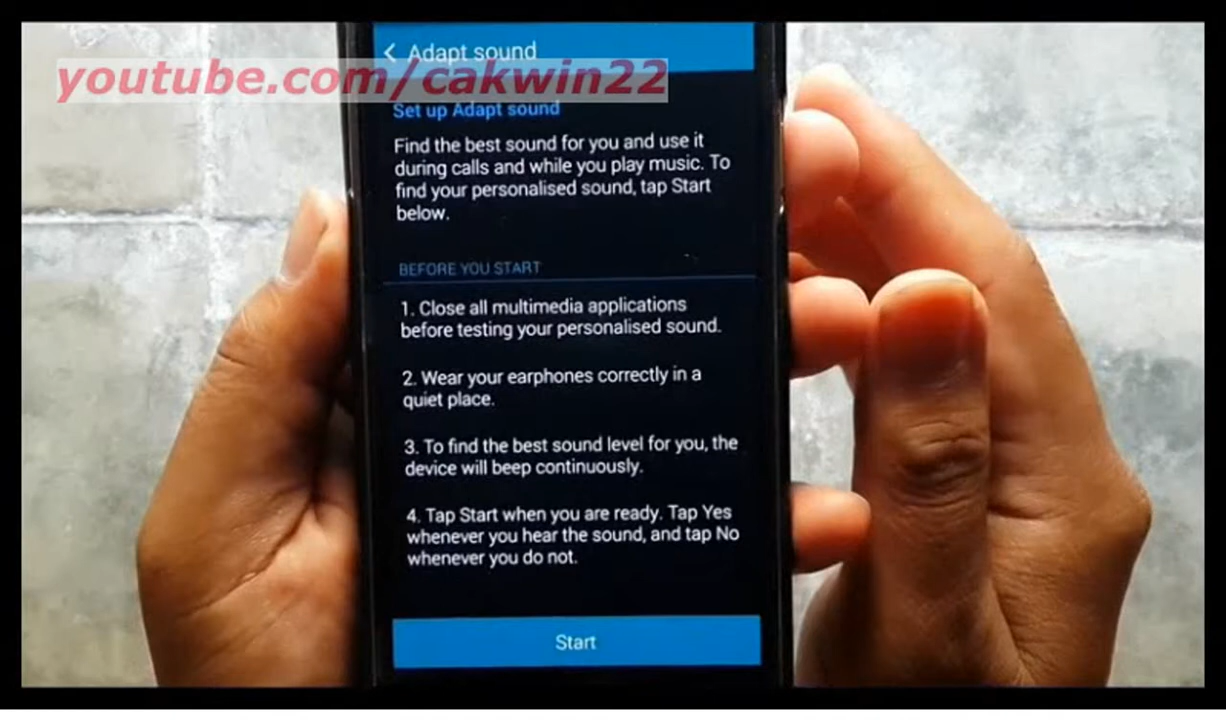 < Adapt sound
youtube.com/cakwin22
Set up Adapt sound
Find the best sound for you and use it
during calls and while you play music. To
find your personalised sound, tap Start
below.
BEFORE YOU START
1. Close all multimedia applications
before testing your personalised sound.
2. Wear your earphones correctly in a
quiet place.
3. To find the best sound level for you, the
device will beep continuously.
4. Tap Start when you are ready. Tap Yes
whenever you hear the sound, and tap No
whenever you do not.
Start